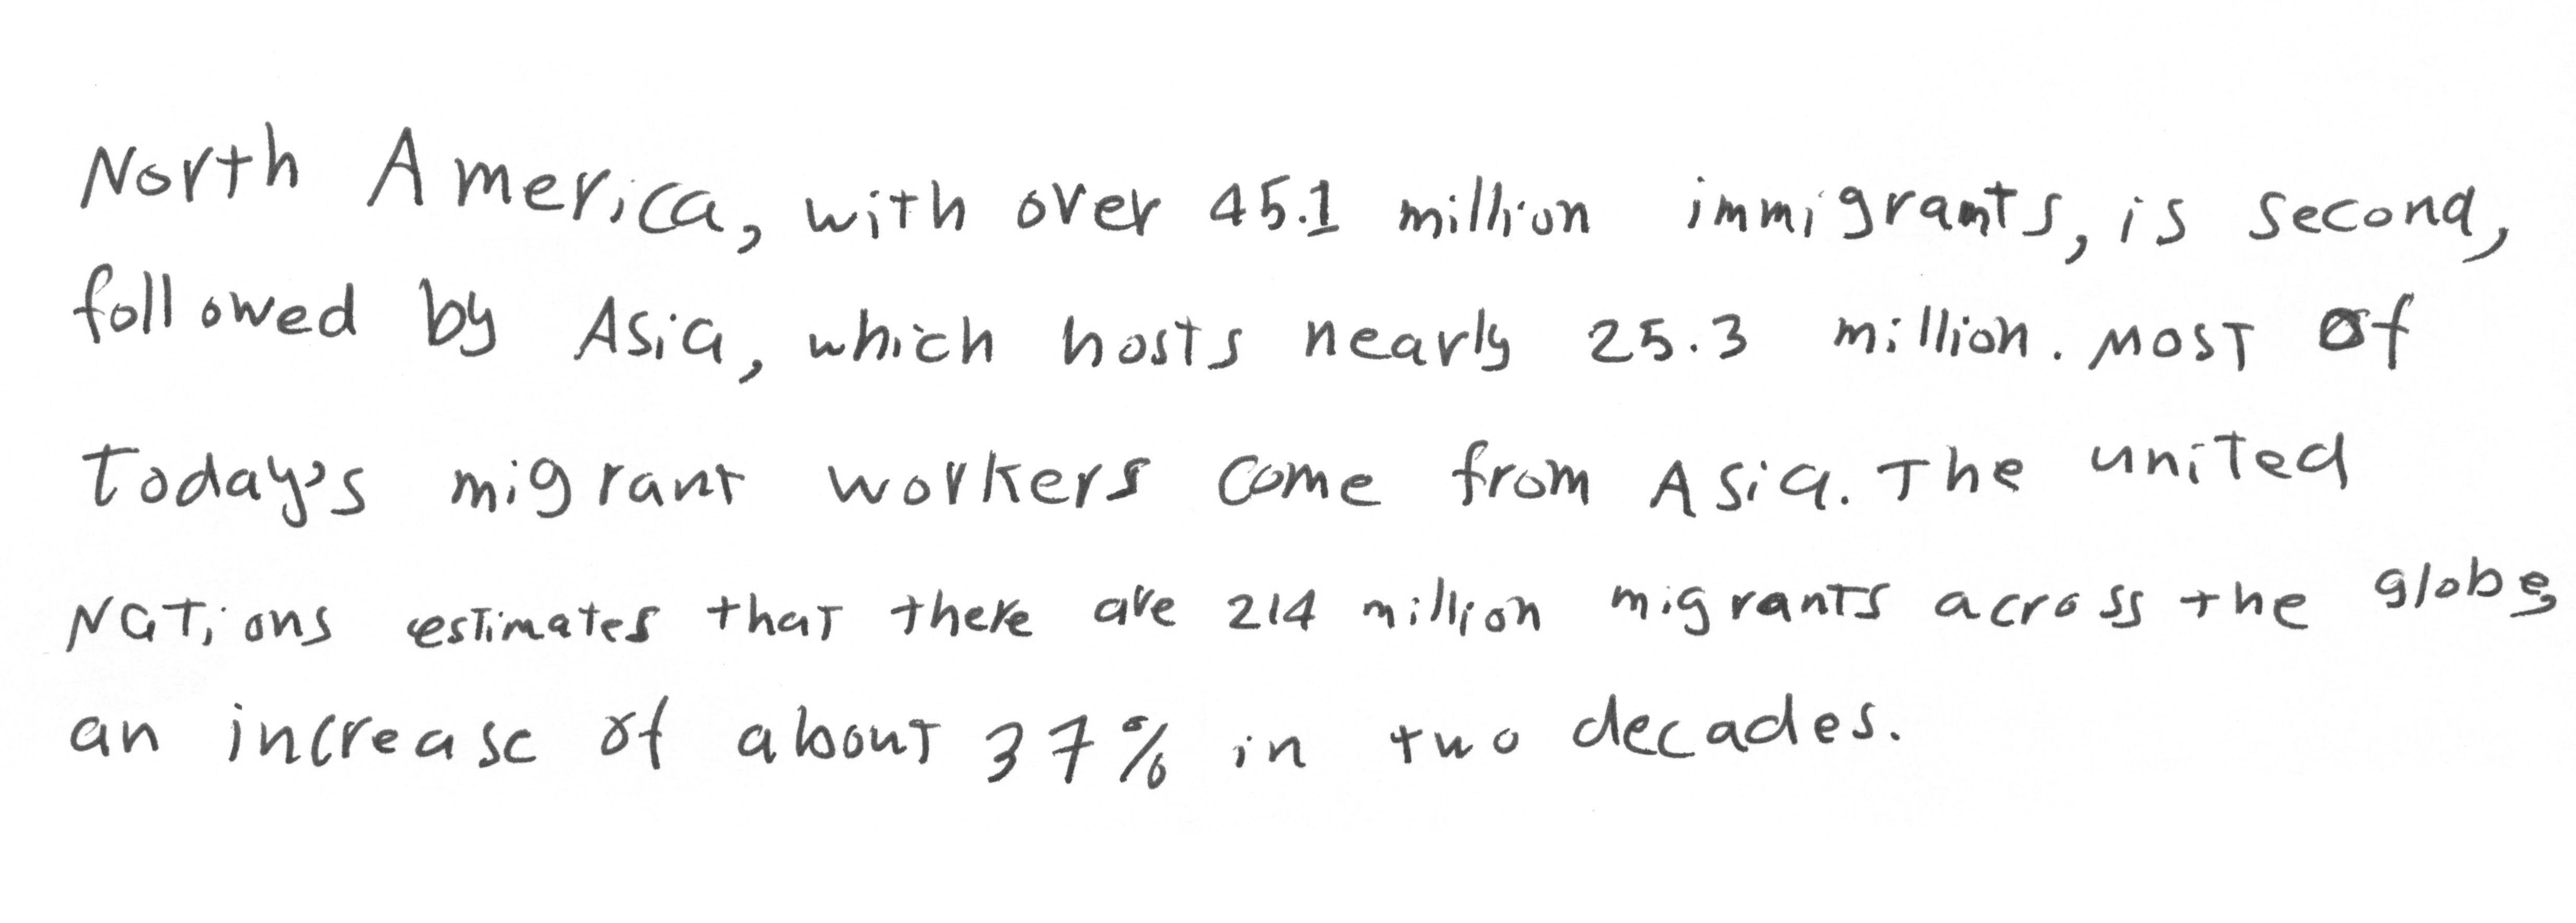 North America, with over 45.1 million immigrants, is second,
followed by Asia, which hosts nearly 25.3 million. Most of
today's migrant workers come from Asia. The united
Nations estimates that there are 214 million migrants across the globe,
an increase of about 37% in two decades.